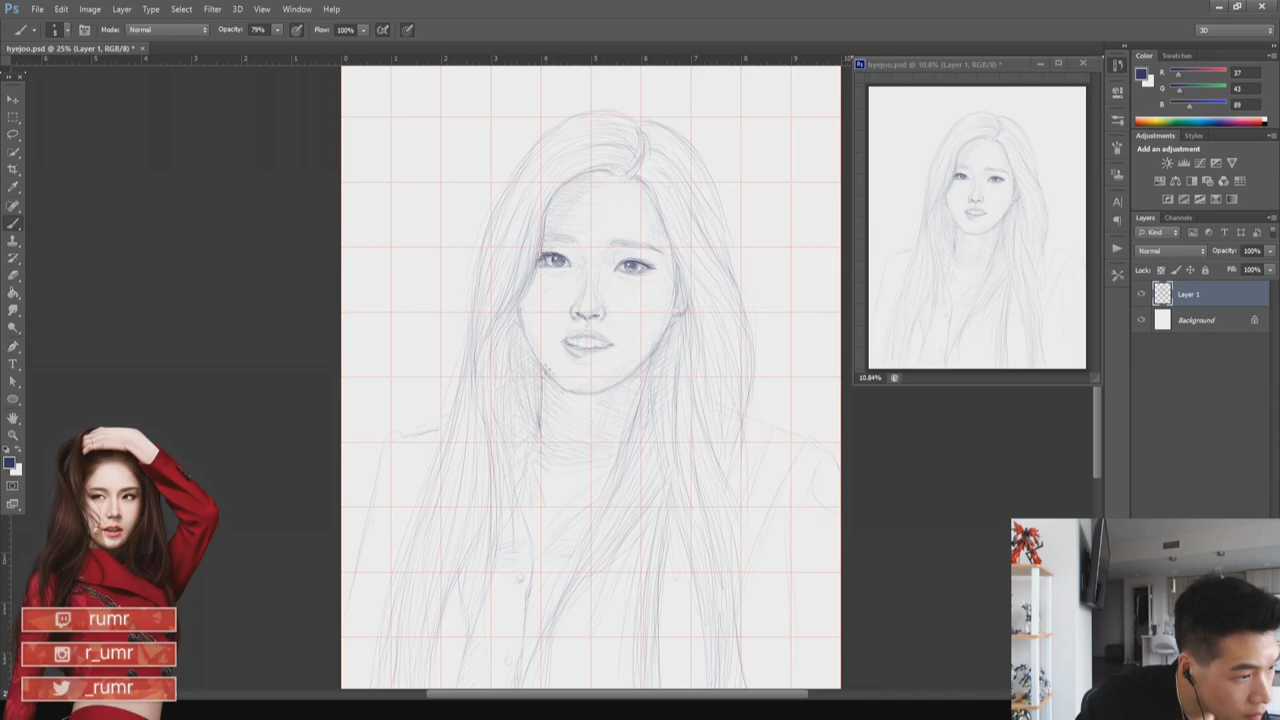 Ps File Edit Image Layer Type Select Filter 3D View Window Help
5 Mode: Normal Opacity: 79% Flow: 100% 3D
hyejoo.psd @ 25% (Layer 1, RGB/8) * ×
hyejoo.psd @ 10.8% (Layer 1, RGB/8) *
Color Swatches
R 37
G 43
B 89
Adjustments Styles
Add an adjustment
Layers Channels
Kind
Normal Opacity: 100%
Lock: Fill: 100%
Layer 1
Background
10.84%
rumr
r_umr
_rumr